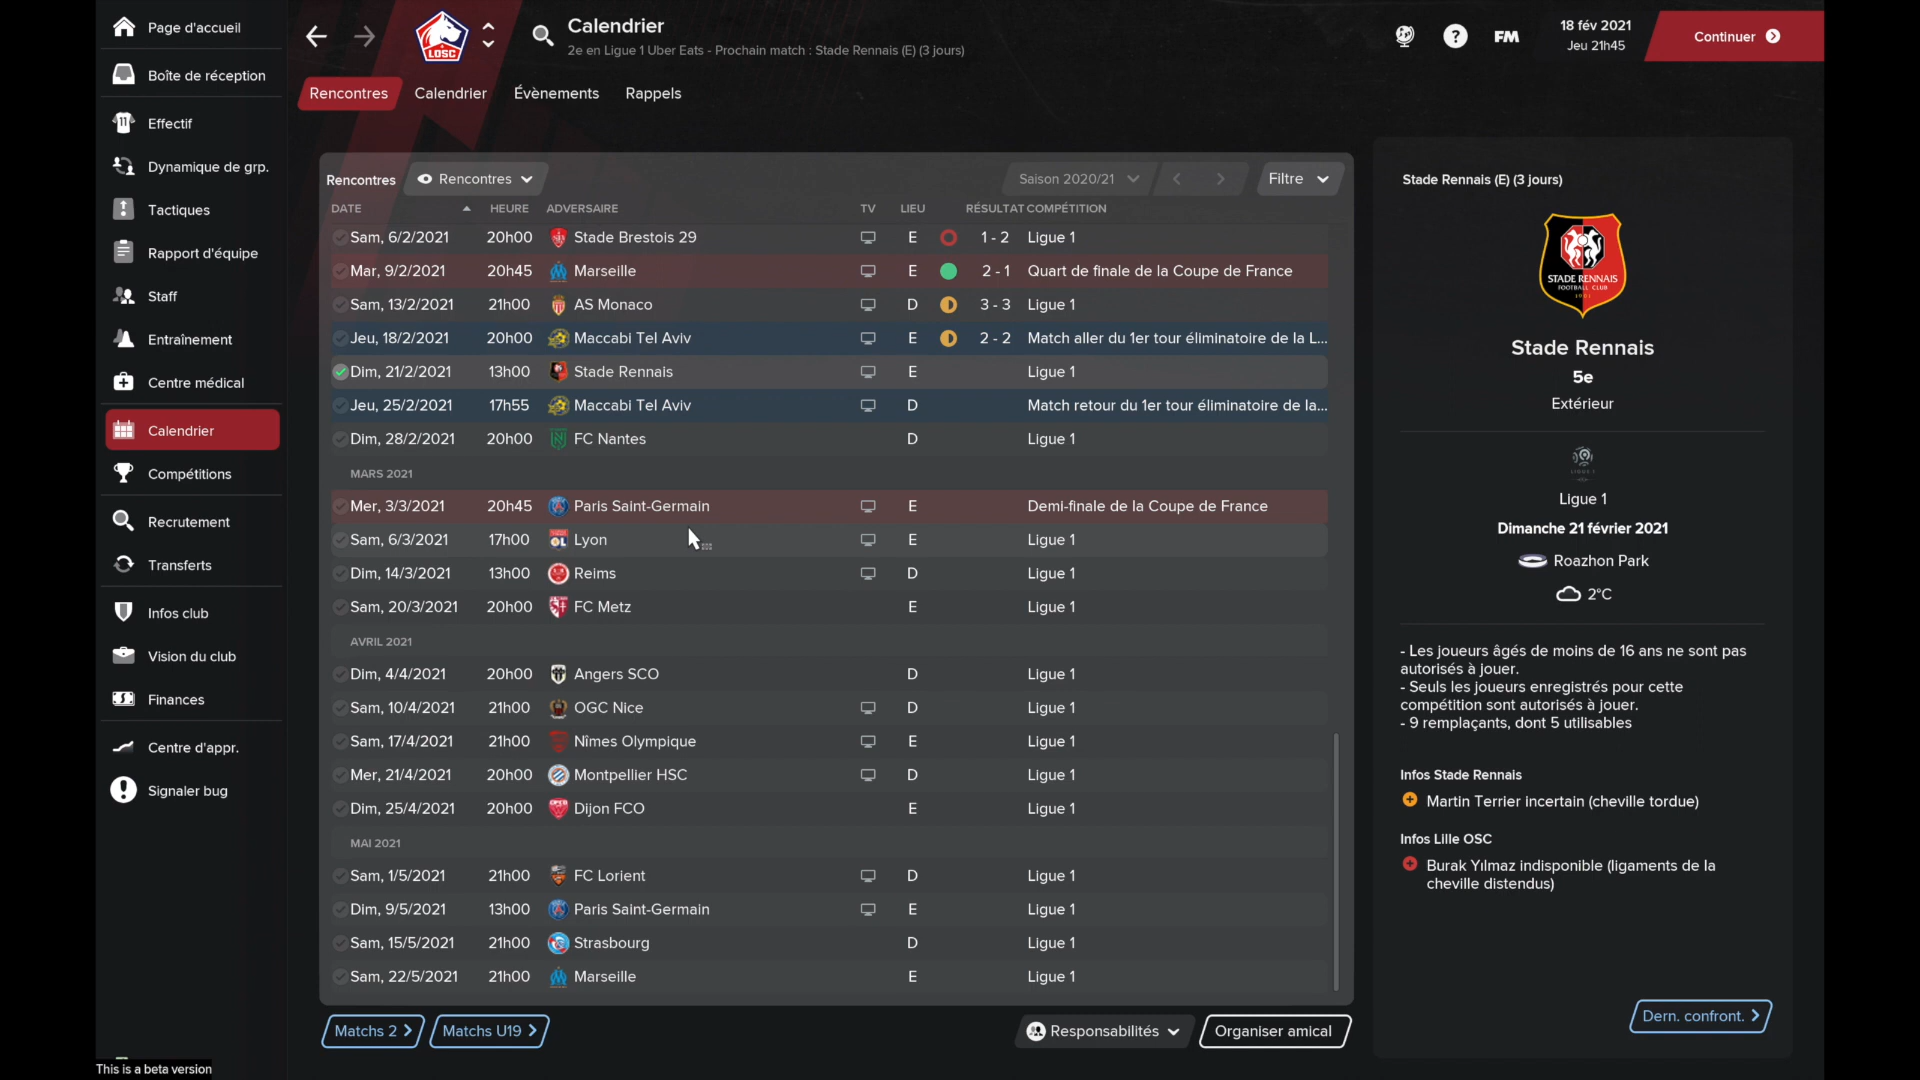 Page d'accueil
Boîte de réception
Effectif
Dynamique de grp.
Tactiques
Rapport d'équipe
Staff
Entraînement
Centre médical
Calendrier
Compétitions
Recrutement
Transferts
Infos club
Vision du club
Finances
Centre d'appr.
Signaler bug
This is a beta version
LOSC
Calendrier
2e en Ligue 1 Uber Eats - Prochain match : Stade Rennais (E) (3 jours)
FM
18 fév 2021
Jeu 21h45
Continuer
Rencontres Calendrier Évènements Rappels
Rencontres Rencontres Saison 2020/21 Filtre
DATE HEURE ADVERSAIRE TV LIEU RÉSULTAT COMPÉTITION
Sam, 6/2/2021 20h00 Stade Brestois 29 E 1 - 2 Ligue 1
Mar, 9/2/2021 20h45 Marseille E 2 - 1 Quart de finale de la Coupe de France
Sam, 13/2/2021 21h00 AS Monaco D 3 - 3 Ligue 1
Jeu, 18/2/2021 20h00 Maccabi Tel Aviv E 2 - 2 Match aller du 1er tour éliminatoire de la L...
Dim, 21/2/2021 13h00 Stade Rennais E Ligue 1
Jeu, 25/2/2021 17h55 Maccabi Tel Aviv D Match retour du 1er tour éliminatoire de la...
Dim, 28/2/2021 20h00 FC Nantes D Ligue 1
MARS 2021
Mer, 3/3/2021 20h45 Paris Saint-Germain E Demi-finale de la Coupe de France
Sam, 6/3/2021 17h00 Lyon E Ligue 1
Dim, 14/3/2021 13h00 Reims D Ligue 1
Sam, 20/3/2021 20h00 FC Metz E Ligue 1
AVRIL 2021
Dim, 4/4/2021 20h00 Angers SCO D Ligue 1
Sam, 10/4/2021 21h00 OGC Nice D Ligue 1
Sam, 17/4/2021 21h00 Nîmes Olympique E Ligue 1
Mer, 21/4/2021 20h00 Montpellier HSC D Ligue 1
Dim, 25/4/2021 20h00 Dijon FCO E Ligue 1
MAI 2021
Sam, 1/5/2021 21h00 FC Lorient D Ligue 1
Dim, 9/5/2021 13h00 Paris Saint-Germain E Ligue 1
Sam, 15/5/2021 21h00 Strasbourg D Ligue 1
Sam, 22/5/2021 21h00 Marseille E Ligue 1
Matchs 2 Matchs U19 Responsabilités Organiser amical
Stade Rennais (E) (3 jours)
STADE RENNAIS
FOOTBALL CLUB
1901
Stade Rennais
5e
Extérieur
LIGUE 1
Ligue 1
Dimanche 21 février 2021
Roazhon Park
2°C
- Les joueurs âgés de moins de 16 ans ne sont pas
autorisés à jouer.
- Seuls les joueurs enregistrés pour cette
compétition sont autorisés à jouer.
- 9 remplaçants, dont 5 utilisables
Infos Stade Rennais
Martin Terrier incertain (cheville tordue)
Infos Lille OSC
Burak Yılmaz indisponible (ligaments de la
cheville distendus)
Dern. confront.